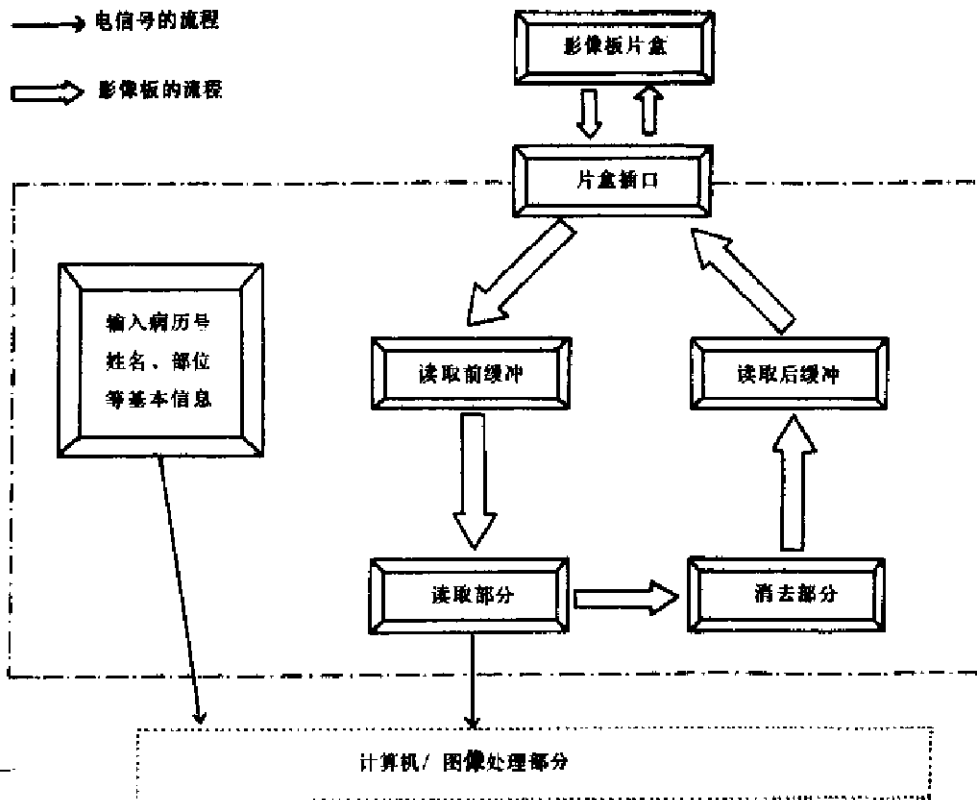 电信号的流程
影像板的流程
影像板片盒
片盒插口
输入病历号
姓名、部位
等基本信息
读取前缓冲
读取后缓冲
读取部分
消去部分
计算机/ 图像处理部分